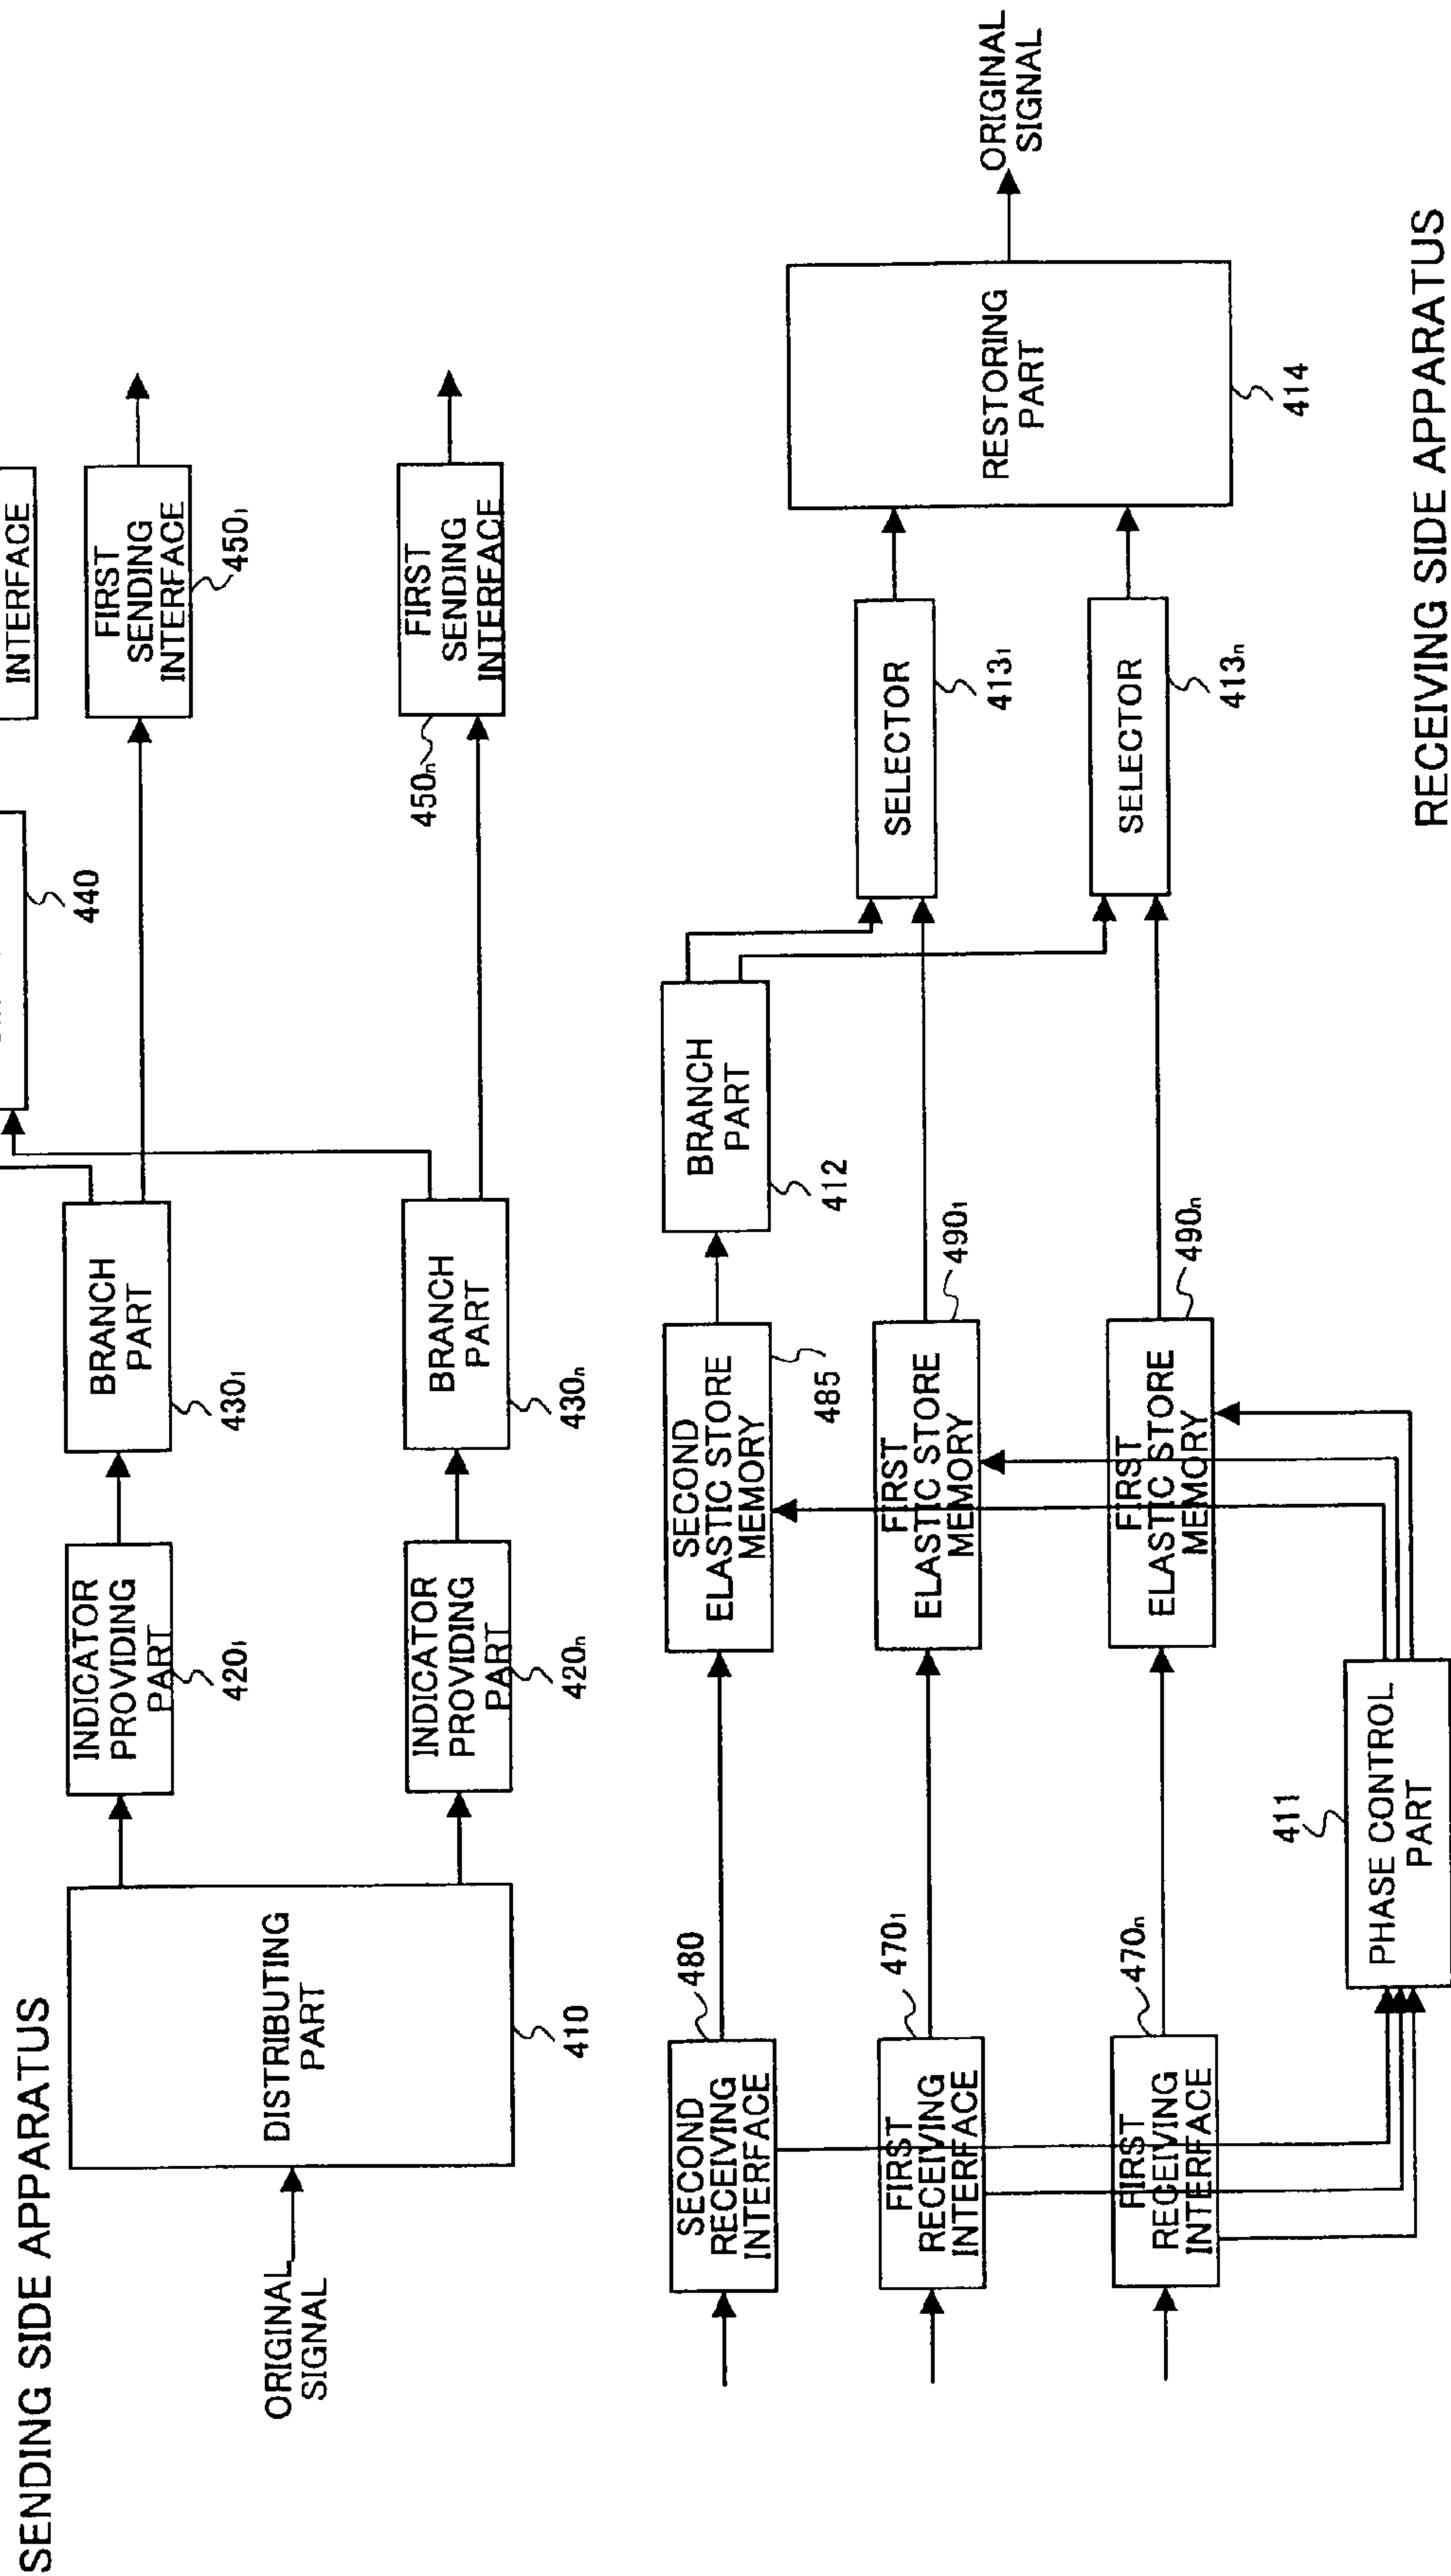 SENDING SIDE APPARATUS
INTERFACE
440
ORIGINAL
SIGNAL
DISTRIBUTING
PART
410
INDICATOR
PROVIDING
PART
420₁
BRANCH
PART
430₁
FIRST
SENDING
INTERFACE
450₁
INDICATOR
PROVIDING
PART
420ₙ
BRANCH
PART
430ₙ
FIRST
SENDING
INTERFACE
450ₙ
SECOND
RECEIVING
INTERFACE
480
SECOND
ELASTIC STORE
MEMORY
485
BRANCH
PART
412
FIRST
RECEIVING
INTERFACE
470₁
FIRST
ELASTIC STORE
MEMORY
490₁
SELECTOR
413₁
FIRST
RECEIVING
INTERFACE
470ₙ
FIRST
ELASTIC STORE
MEMORY
490ₙ
SELECTOR
413ₙ
RESTORING
PART
414
ORIGINAL
SIGNAL
411
PHASE CONTROL
PART
RECEIVING SIDE APPARATUS